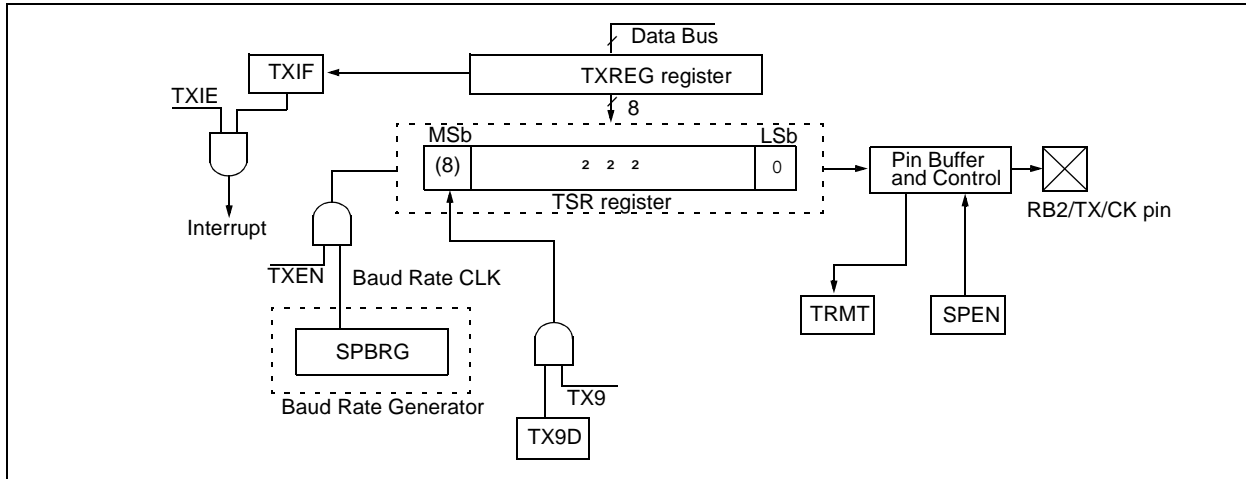 Data Bus
TXIF
TXREG register
TXIE
8
MSb
LSb
(8)
² ² ²
0
Pin Buffer
and Control
TSR register
RB2/TX/CK pin
Interrupt
TXEN
Baud Rate CLK
TRMT
SPEN
SPBRG
TX9
Baud Rate Generator
TX9D